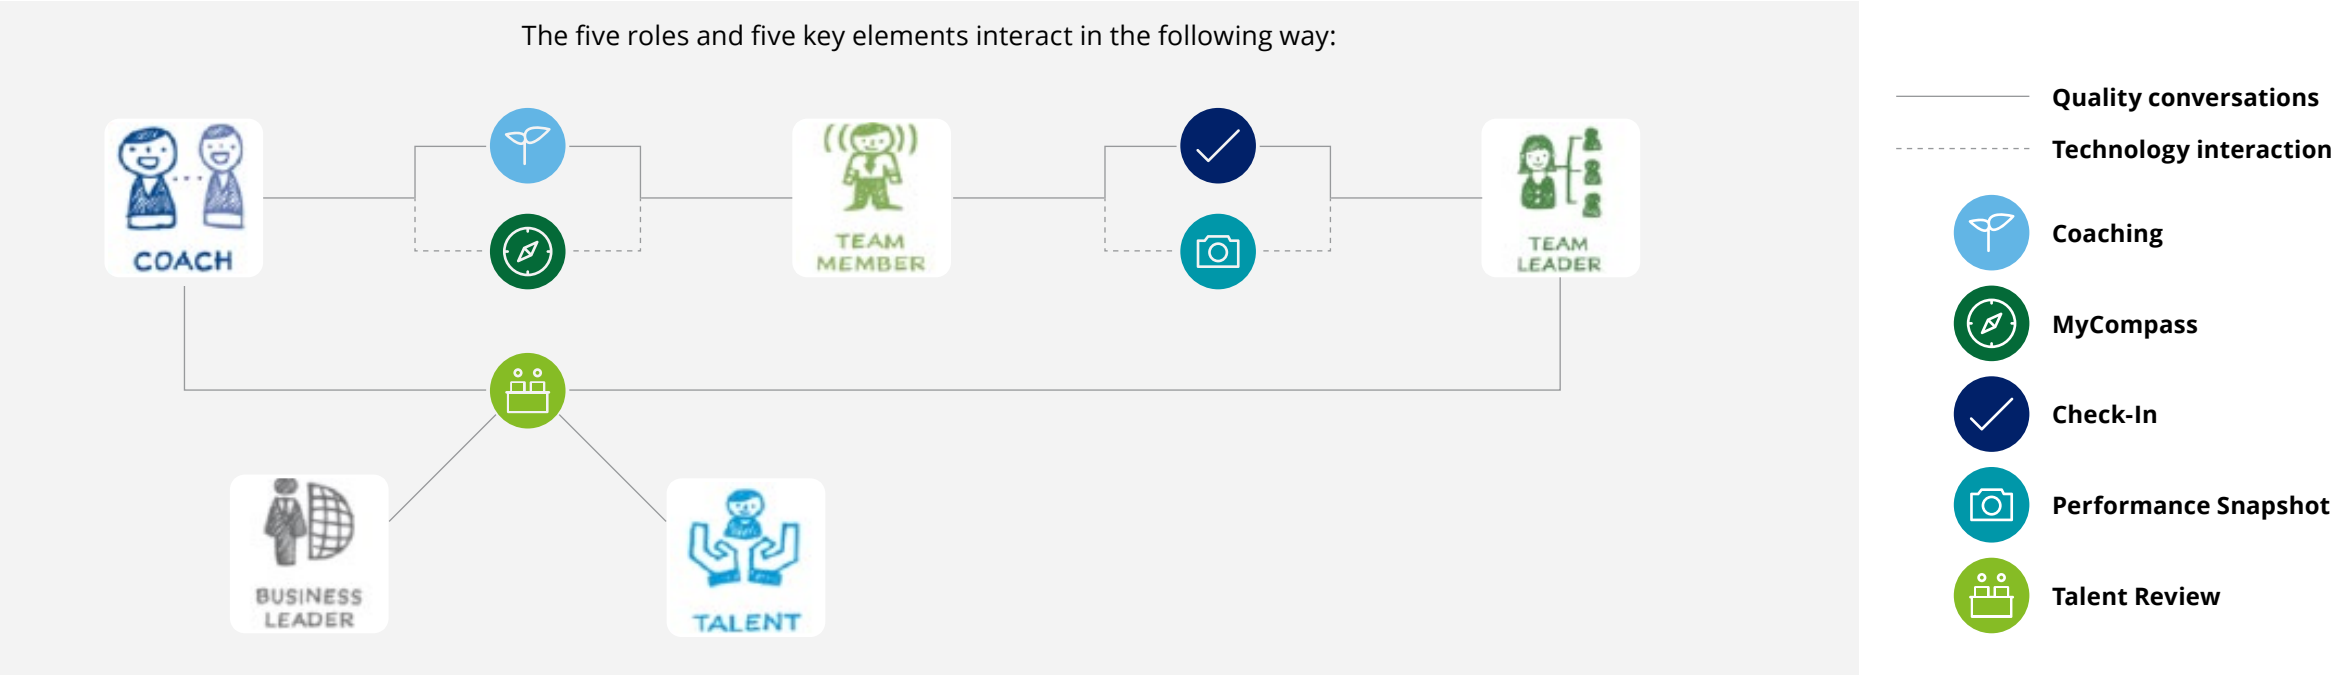 The five roles and five key elements interact in the following way:
COACH
TEAM
MEMBER
TEAM
LEADER
BUSINESS
LEADER
TALENT
Quality conversations
Technology interaction
Coaching
MyCompass
Check-In
Performance Snapshot
Talent Review